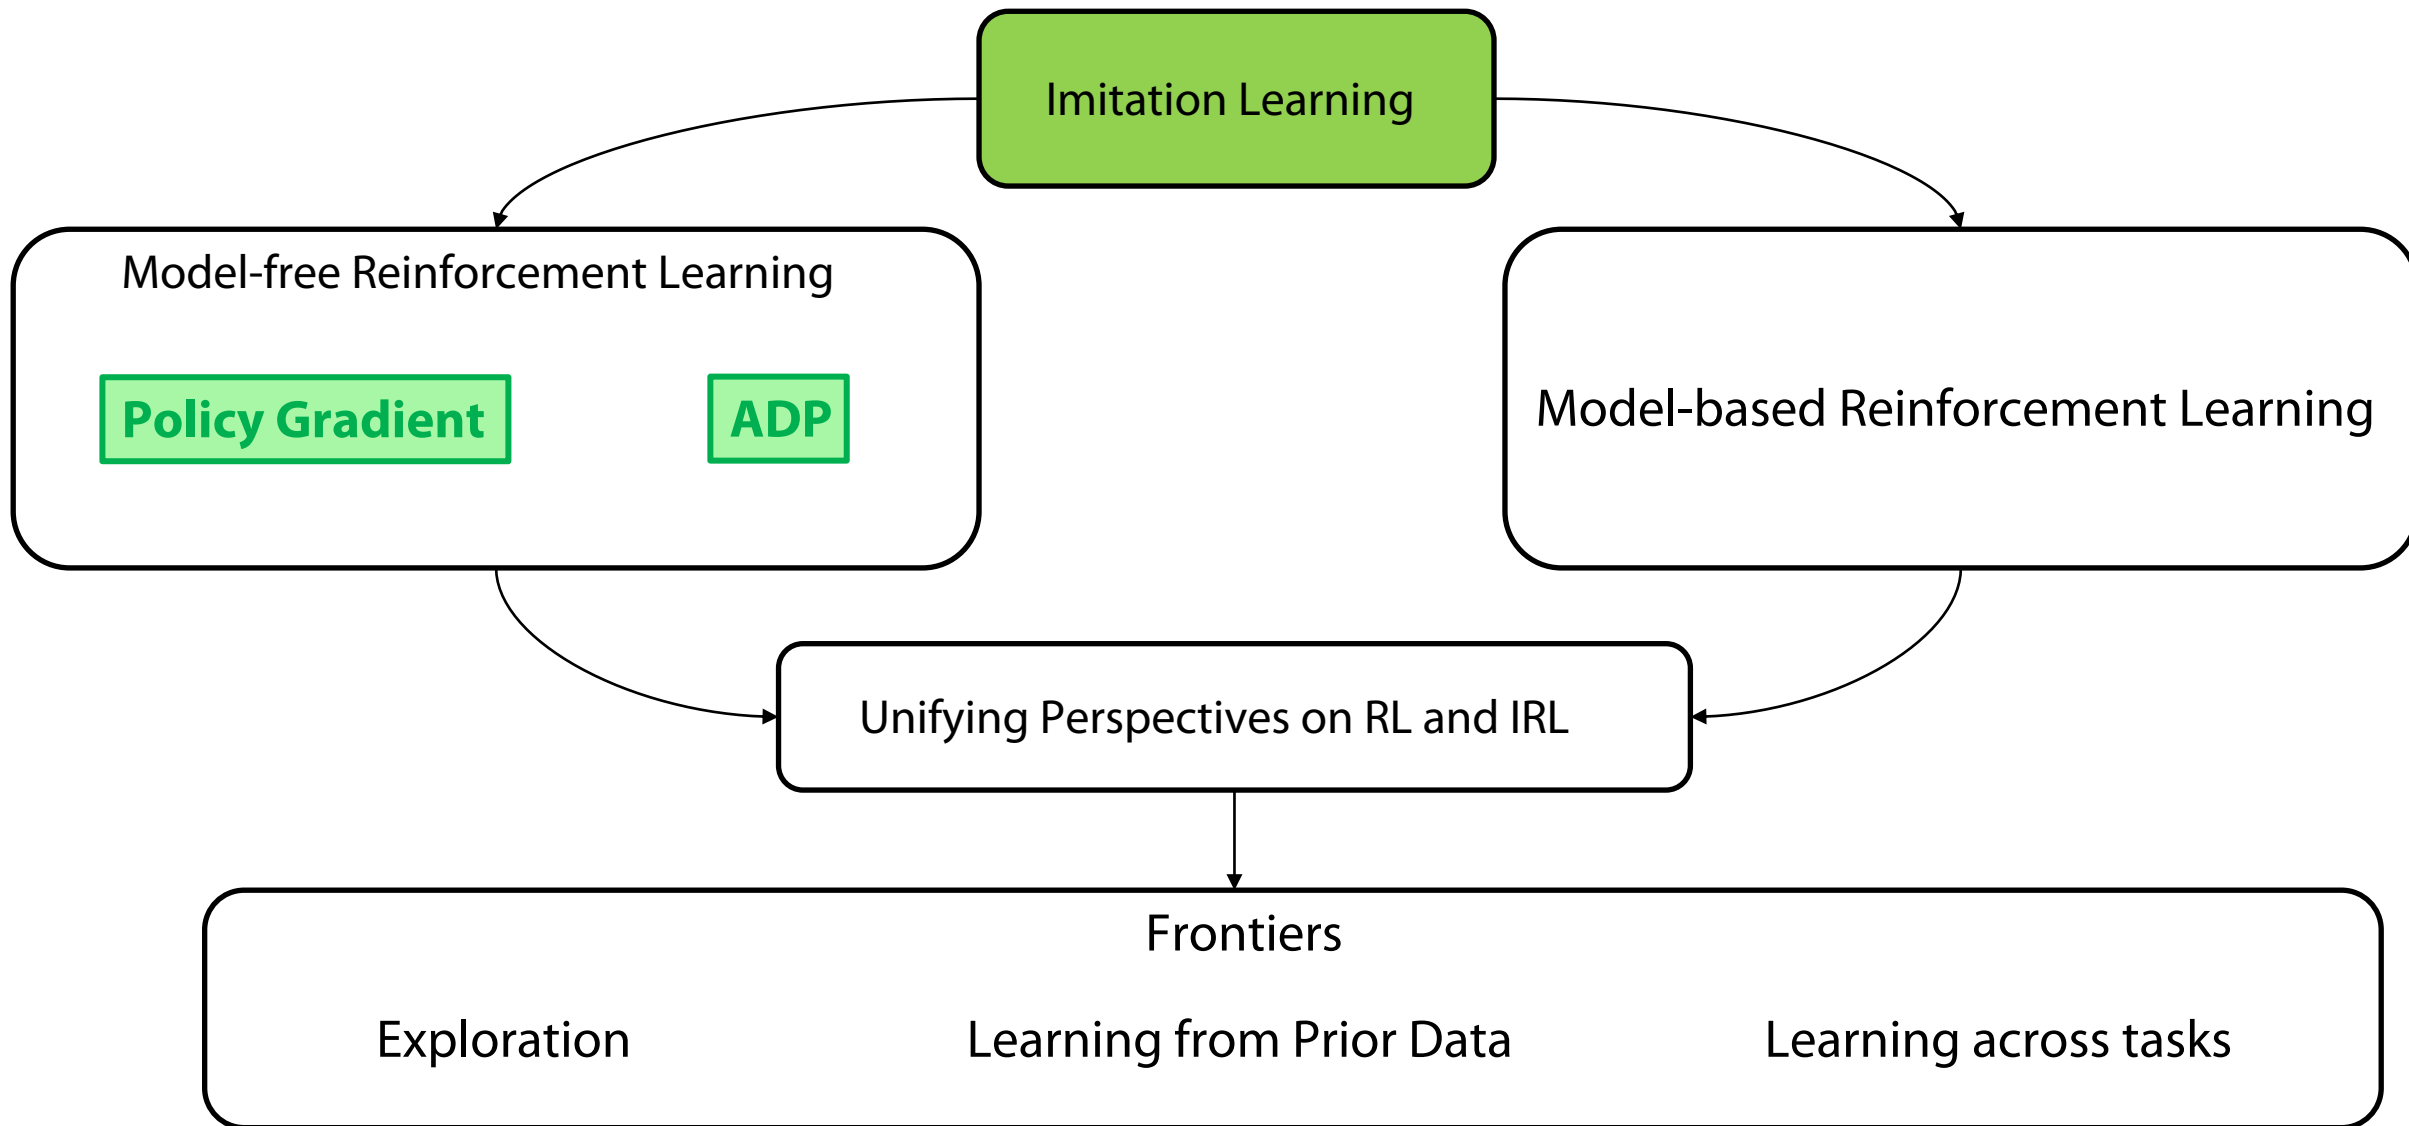 Imitation Learning
Model-free Reinforcement Learning
Policy Gradient
ADP
Model-based Reinforcement Learning
Unifying Perspectives on RL and IRL
Frontiers
Exploration
Learning from Prior Data
Learning across tasks